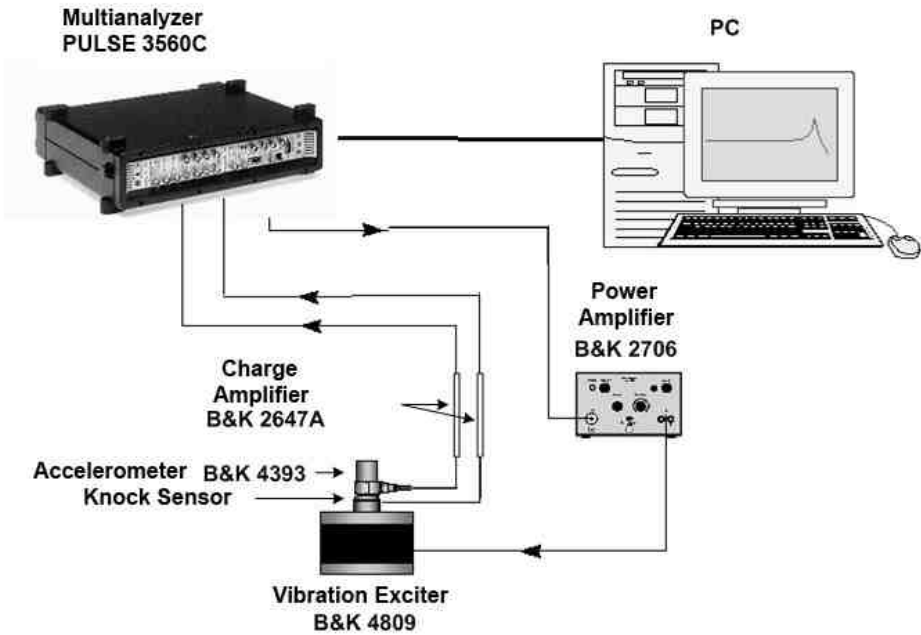 Multianalyzer
PULSE 3560C
PC
Power
Amplifier
B&K 2706
Charge
Amplifier
B&K 2647A
Accelerometer B&K 4393
Knock Sensor
Vibration Exciter
B&K 4809